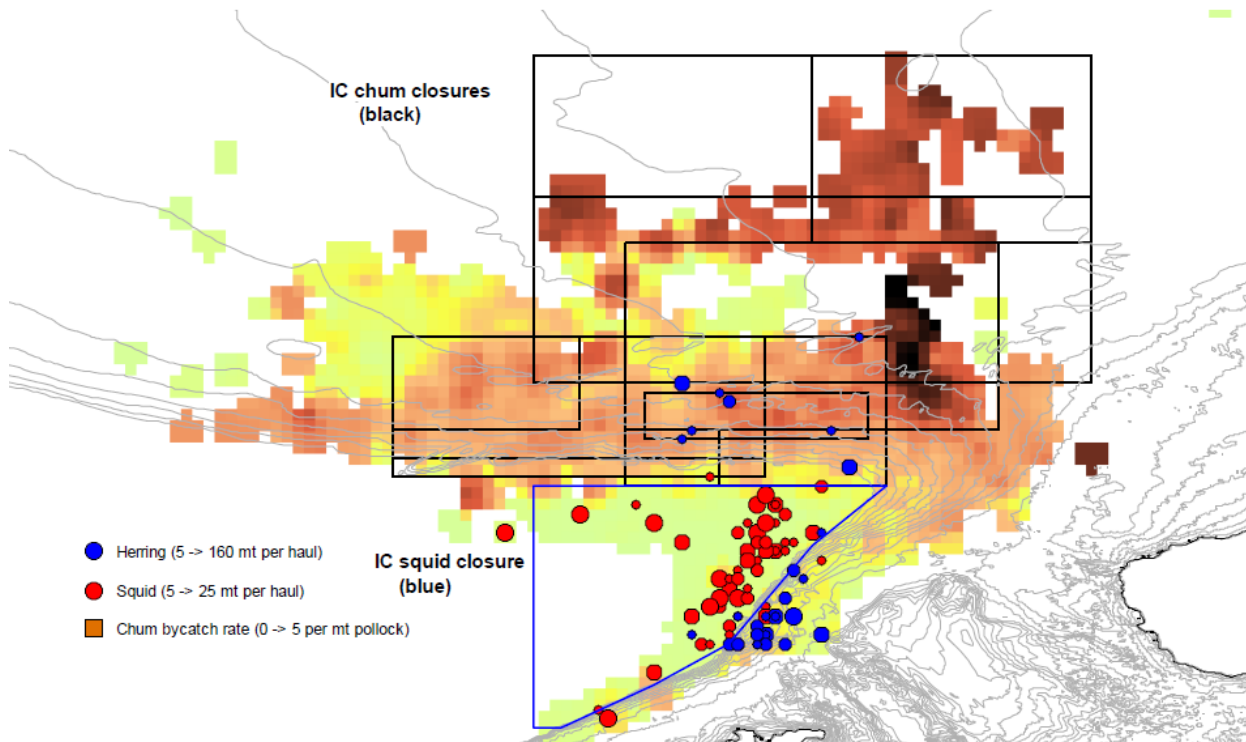 IC chum closures
(black)
IC squid closure
(blue)
Herring (5 -> 160 mt per haul)
Squid (5 -> 25 mt per haul)
Chum bycatch rate (0 -> 5 per mt pollock)